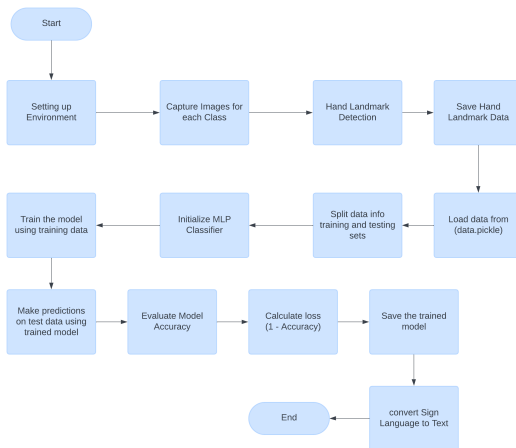 Start
Setting up
Environment
Capture Images for
each Class
Hand Landmark
Detection
Save Hand
Landmark Data
Load data from
(data.pickle)
Split data info
training and testing
sets
Initialize MLP
Classifier
Train the model
using training data
Make predictions
on test data using
trained model
Evaluate Model
Accuracy
Calculate loss
(1 - Accuracy)
Save the trained
model
convert Sign
Language to Text
End